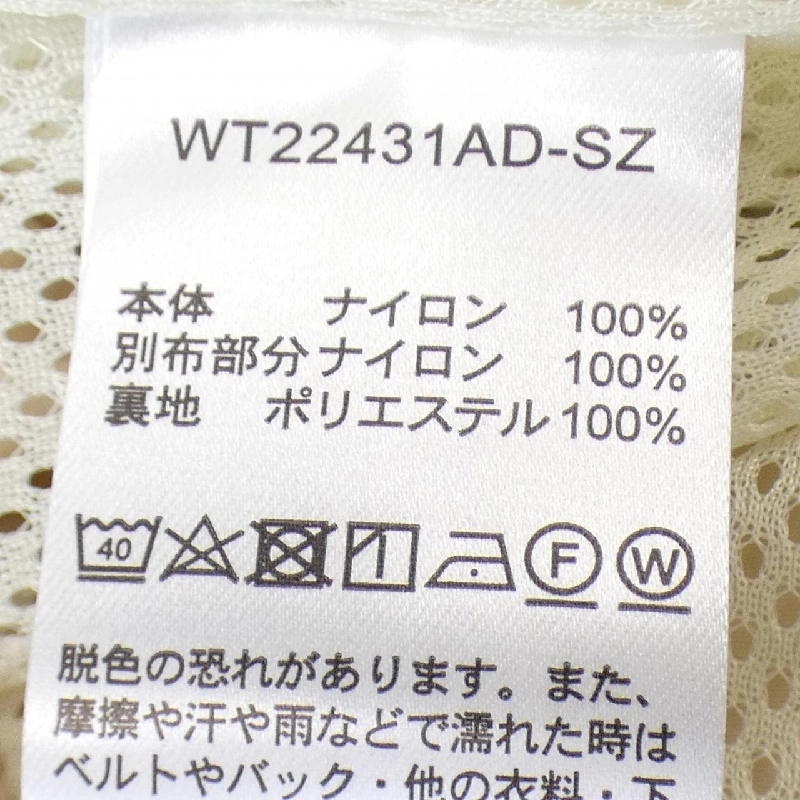 WT22431AD-SZ
本体 ナイロン 100%
別布部分 ナイロン 100%
裏地 ポリエステル 100%
40 F W
脱色の恐れがあります。また、
摩擦や汗や雨などで濡れた時は
ベルトやバック・他の衣料・下